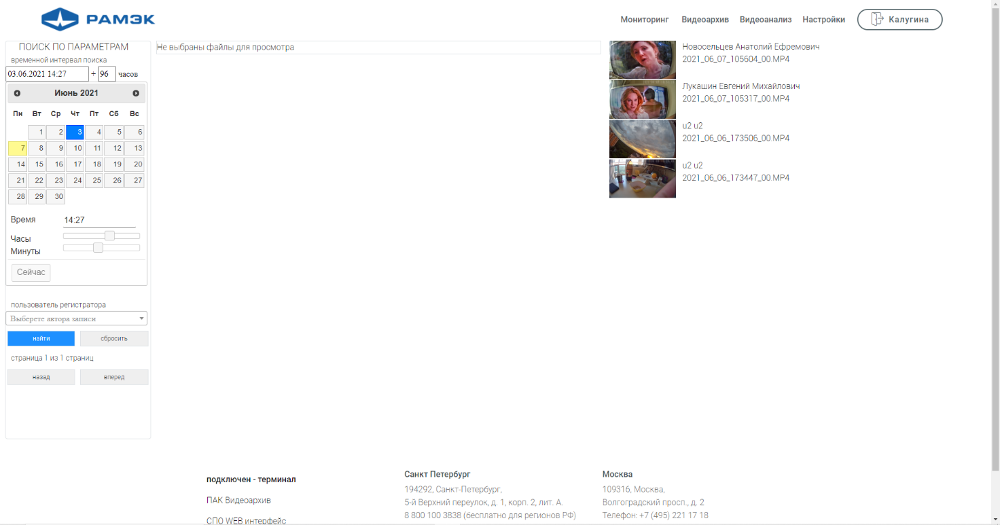 РАМЭК
Мониторинг Видеоархив Видеоанализ Настройки Калугина
ПОИСК ПО ПАРАМЕТРАМ
временной интервал поиска
03.06.2021 14:27 + 96 часов
Июнь 2021
Пн Вт Ср Чт Пт Сб Вс
1 2 3 4 5 6
7 8 9 10 11 12 13
14 15 16 17 18 19 20
21 22 23 24 25 26 27
28 29 30
Время 14:27
Часы
Минуты
Сейчас
пользователь регистратора
Выберете автора записи
найти сбросить
страница 1 из 1 страниц
назад вперед
Не выбраны файлы для просмотра
Новосельцев Анатолий Ефремович
2021_06_07_105604_00.MP4
Лукашин Евгений Михайлович
2021_06_07_105317_00.MP4
u2 u2
2021_06_06_173506_00.MP4
u2 u2
2021_06_06_173447_00.MP4
подключен - терминал
ПАК Видеоархив
СПО WEB интерфейс
Санкт Петербург
194292, Санкт-Петербург,
5-й Верхний переулок, д. 1, корп. 2, лит. А.
8 800 100 3838 (бесплатно для регионов РФ)
Москва
109316, Москва,
Волгоградский просп., д. 2
Телефон: +7 (495) 221 17 18